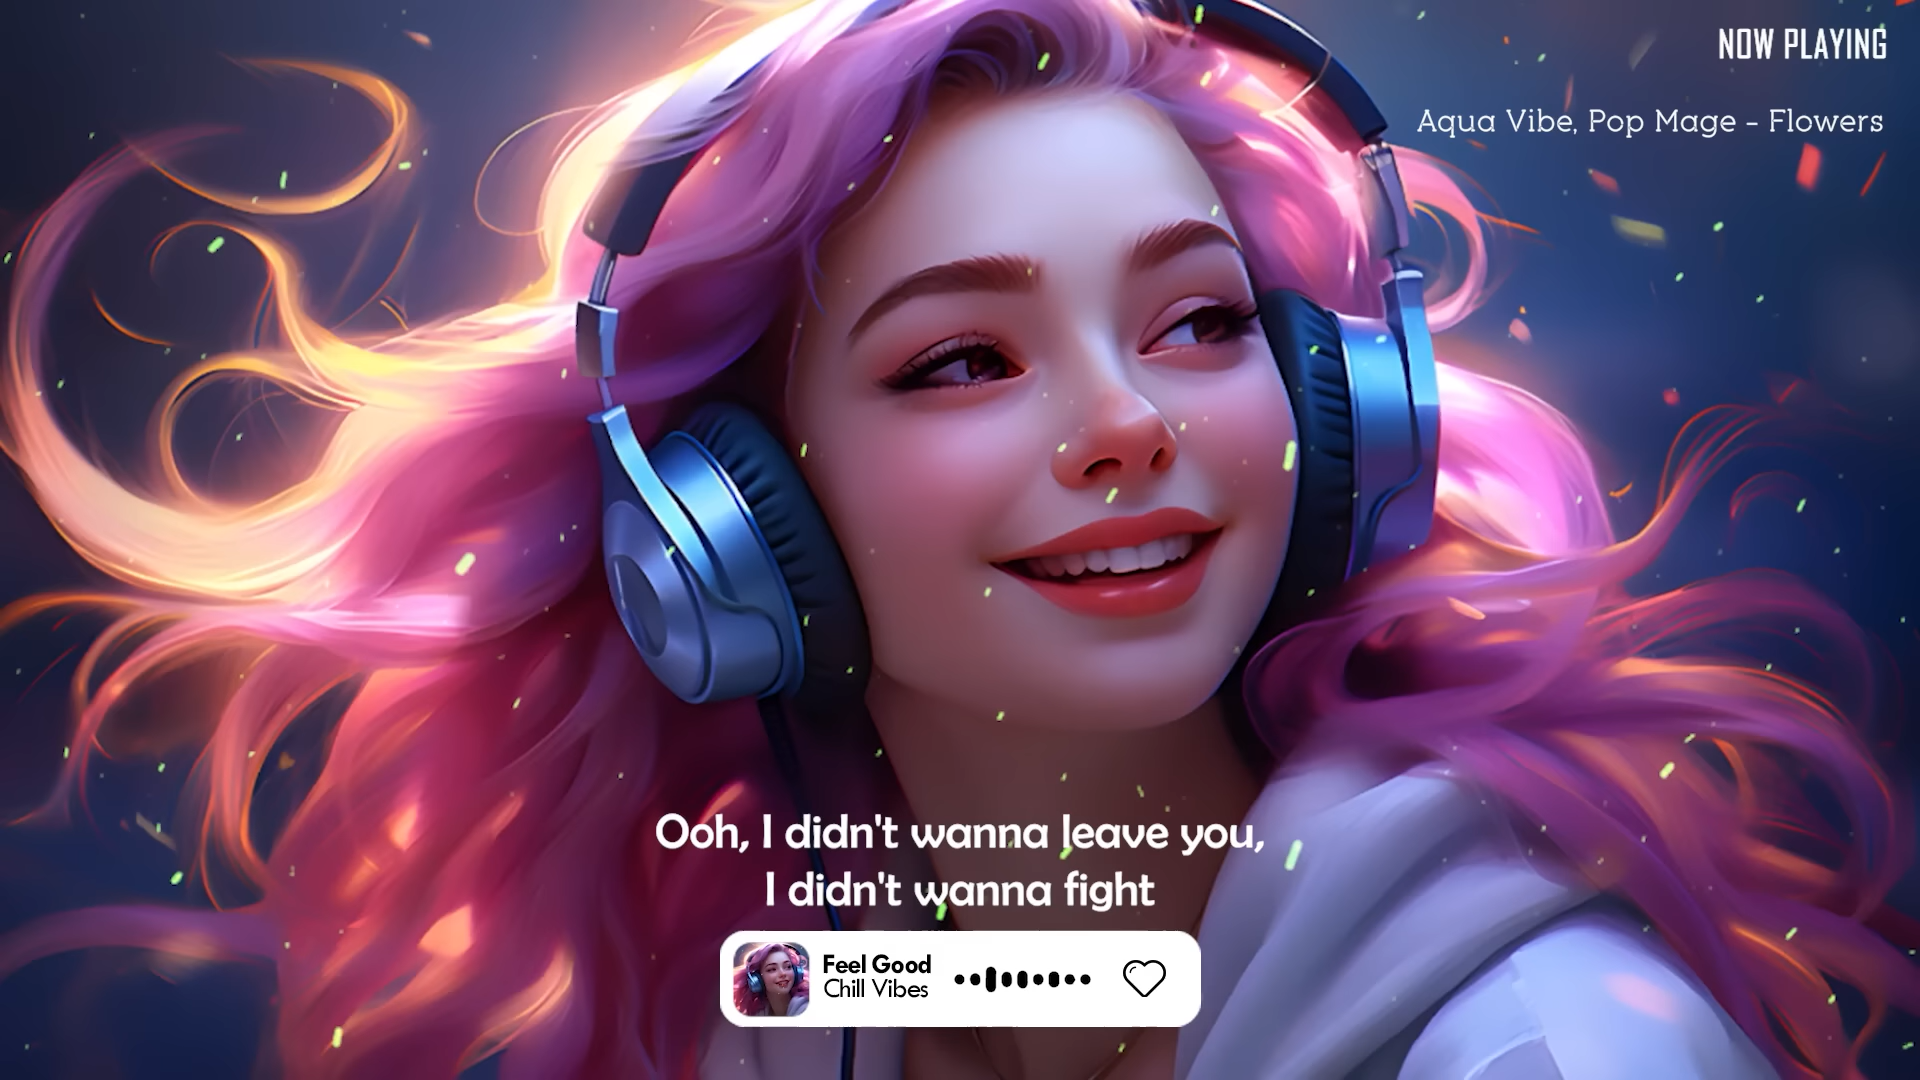 NOW PLAYING
Aqua Vibe, Pop Mage - Flowers
Ooh, I didn't wanna leave you,
I didn't wanna fight
Feel Good
Chill Vibes